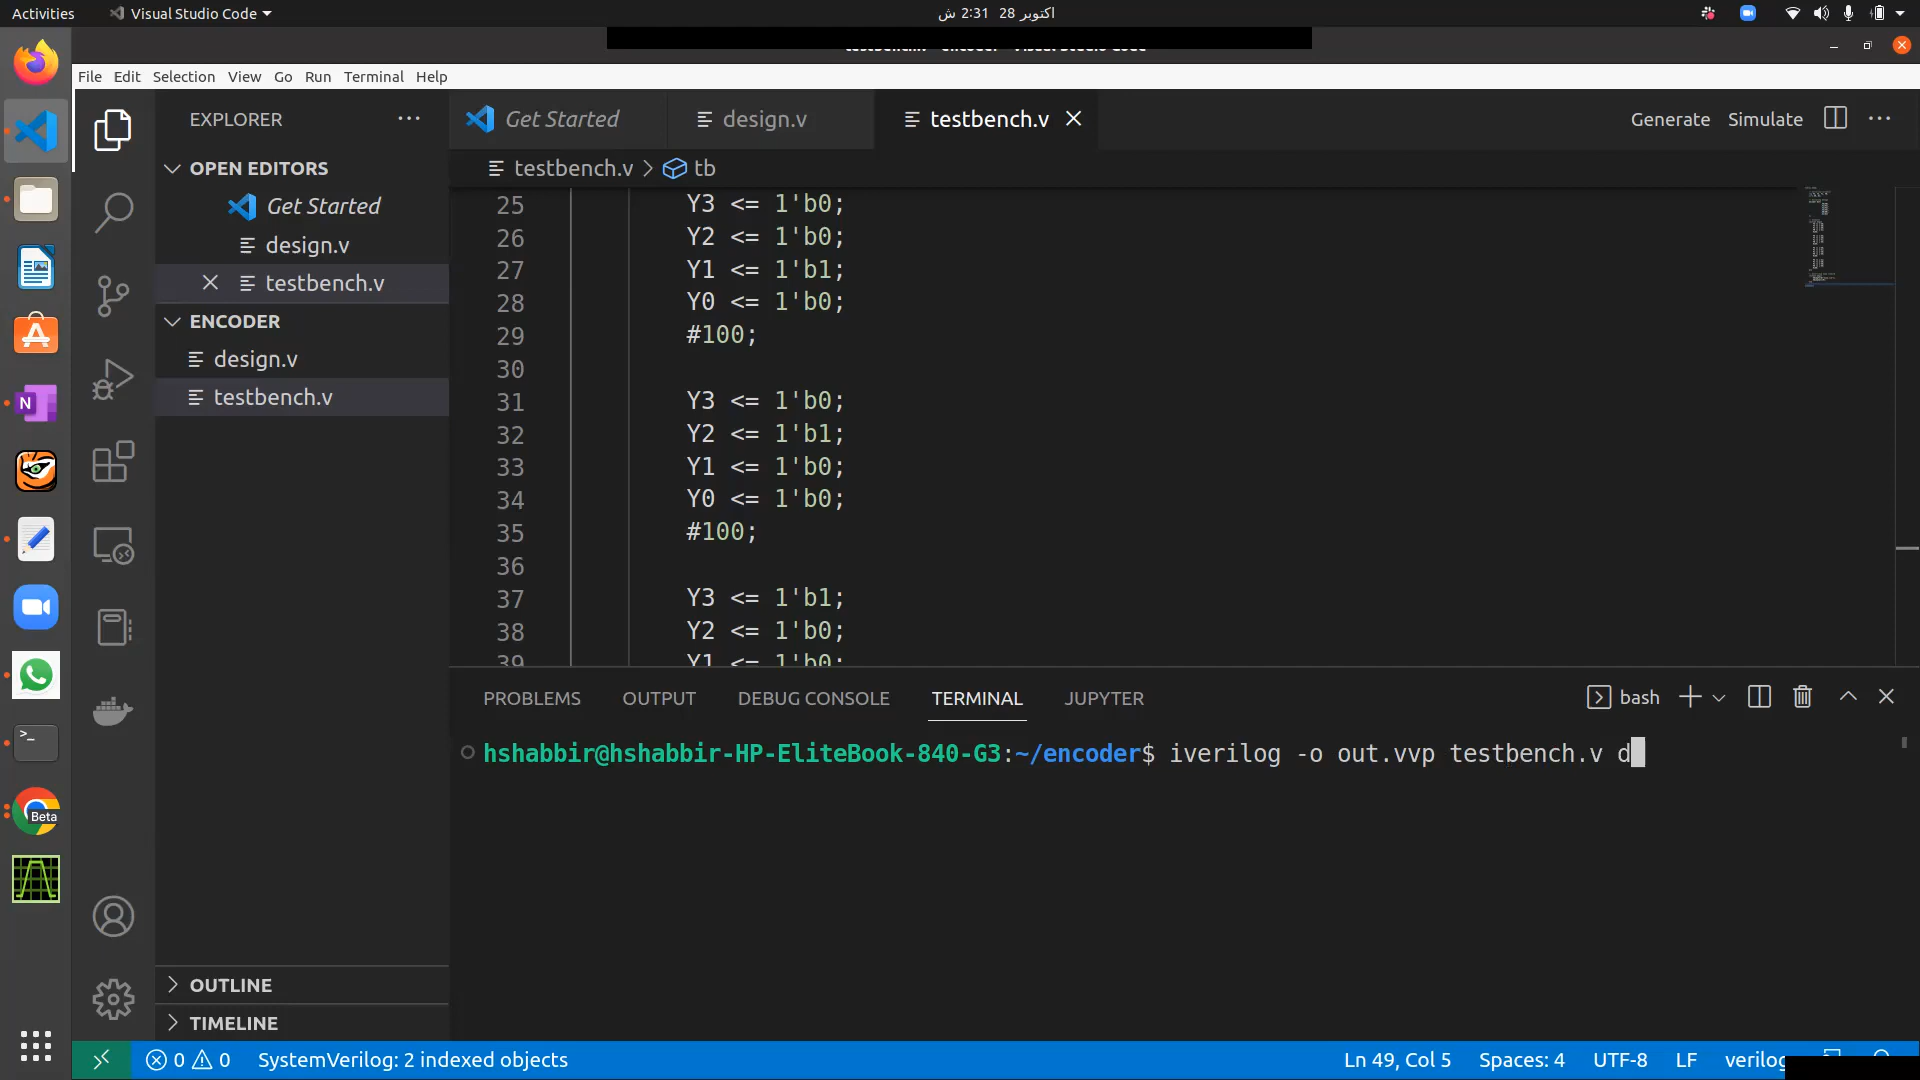 Activities
Visual Studio Code
اکتوبر 28 2:31 ش
File Edit Selection View Go Run Terminal Help
EXPLORER
OPEN EDITORS
Get Started
design.v
testbench.v
ENCODER
design.v
testbench.v
OUTLINE
TIMELINE
Get Started
design.v
testbench.v
Generate Simulate
testbench.v > tb
25 Y3 <= 1'b0;
26 Y2 <= 1'b0;
27 Y1 <= 1'b1;
28 Y0 <= 1'b0;
29 #100;
30
31 Y3 <= 1'b0;
32 Y2 <= 1'b1;
33 Y1 <= 1'b0;
34 Y0 <= 1'b0;
35 #100;
36
37 Y3 <= 1'b1;
38 Y2 <= 1'b0;
39 Y1 <= 1'b0;
PROBLEMS OUTPUT DEBUG CONSOLE TERMINAL JUPYTER
bash
hshabbir@hshabbir-HP-EliteBook-840-G3:~/encoder$ iverilog -o out.vvp testbench.v d
Beta
0 0 SystemVerilog: 2 indexed objects
Ln 49, Col 5 Spaces: 4 UTF-8 LF verilog